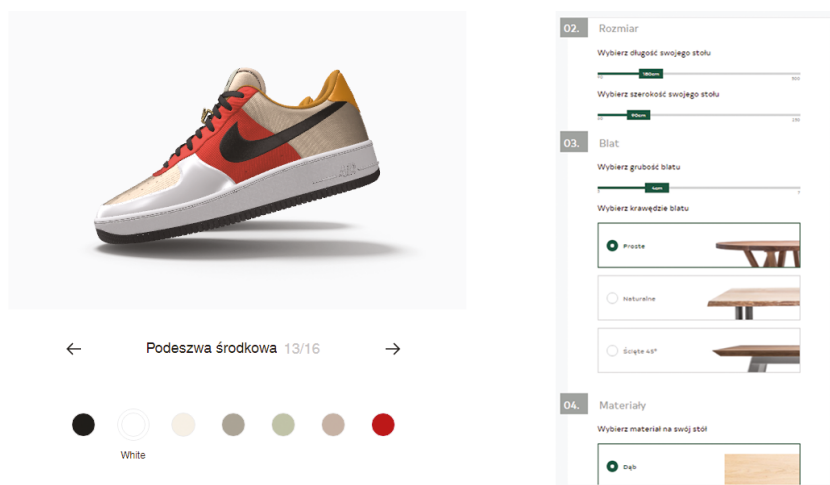 Podeszwa środkowa 13/16
White
02. Rozmiar
Wybierz długość swojego stołu
180cm
Wybierz szerokość swojego stołu
90cm
03. Blat
Wybierz grubość blatu
Wybierz krawędzie blatu
Proste
Naturalne
Ścięte 45°
04. Materiały
Wybierz materiał na swój stół
Dąb